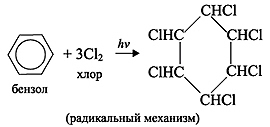 CHCl
hν
ClHC CHCl
+ 3Cl₂ →
бензол хлор ClHC CHCl
CHCl
(радикальный механизм)